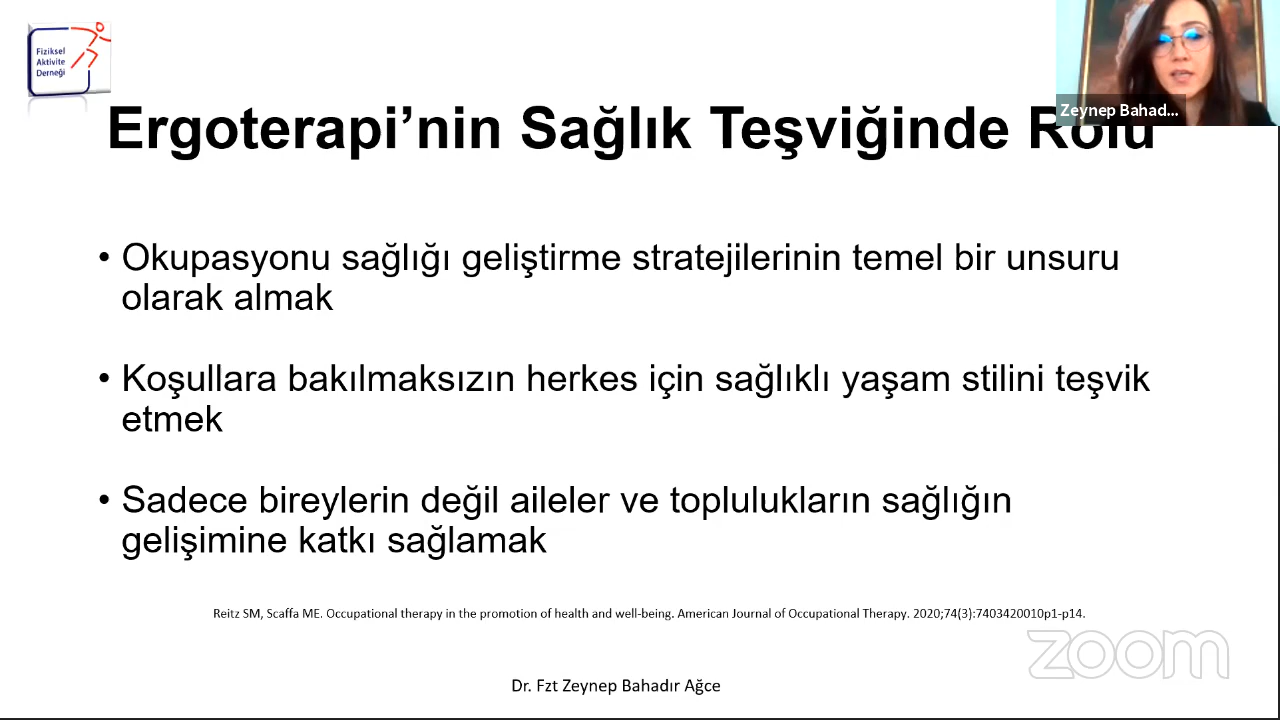 Fiziksel
Aktivite
Derneği
Zeynep Bahad...
Ergoterapi’nin Sağlık Teşviğinde Rolü
• Okupasyonu sağlığı geliştirme stratejilerinin temel bir unsuru
olarak almak
• Koşullara bakılmaksızın herkes için sağlıklı yaşam stilini teşvik
etmek
• Sadece bireylerin değil aileler ve toplulukların sağlığın
gelişimine katkı sağlamak
Reitz SM, Scaffa ME. Occupational therapy in the promotion of health and well-being. American Journal of Occupational Therapy. 2020;74(3):7403420010p1-p14.
zoom
Dr. Fzt Zeynep Bahadır Ağce